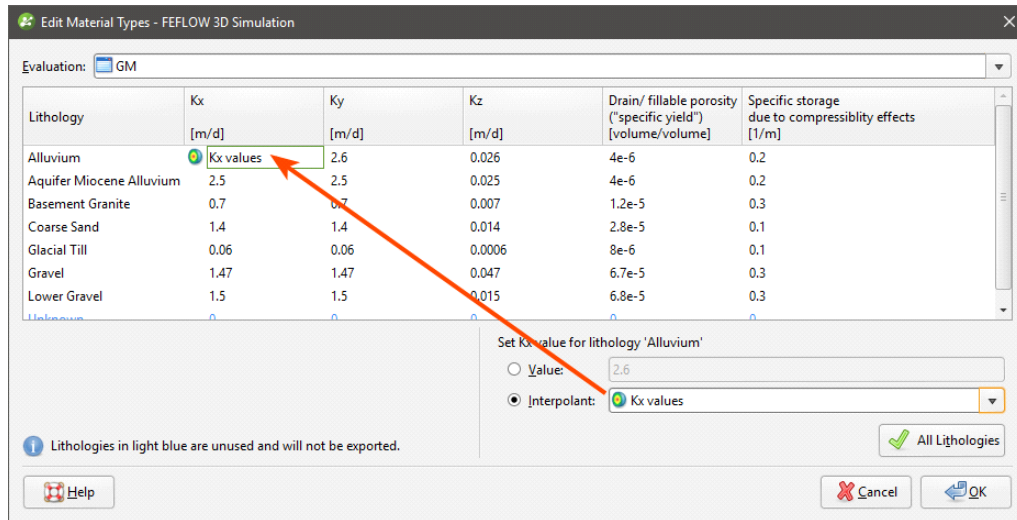 Edit Material Types - FEFLOW 3D Simulation
Evaluation: GM
Lithology Kx [m/d] Ky [m/d] Kz [m/d] Drain/ fillable porosity ("specific yield") [volume/volume] Specific storage due to compressiblity effects [1/m]
Alluvium Kx values 2.6 0.026 4e-6 0.2
Aquifer Miocene Alluvium 2.5 2.5 0.025 4e-6 0.2
Basement Granite 0.7 0.7 0.007 1.2e-5 0.3
Coarse Sand 1.4 1.4 0.014 2.8e-5 0.1
Glacial Till 0.06 0.06 0.0006 8e-6 0.1
Gravel 1.47 1.47 0.047 6.7e-5 0.3
Lower Gravel 1.5 1.5 0.015 6.8e-5 0.3
Unknown 0 0 0 0 0
Set Kx value for lithology 'Alluvium'
Value: 2.6
Interpolant: Kx values
Lithologies in light blue are unused and will not be exported.
All Lithologies
Help Cancel OK